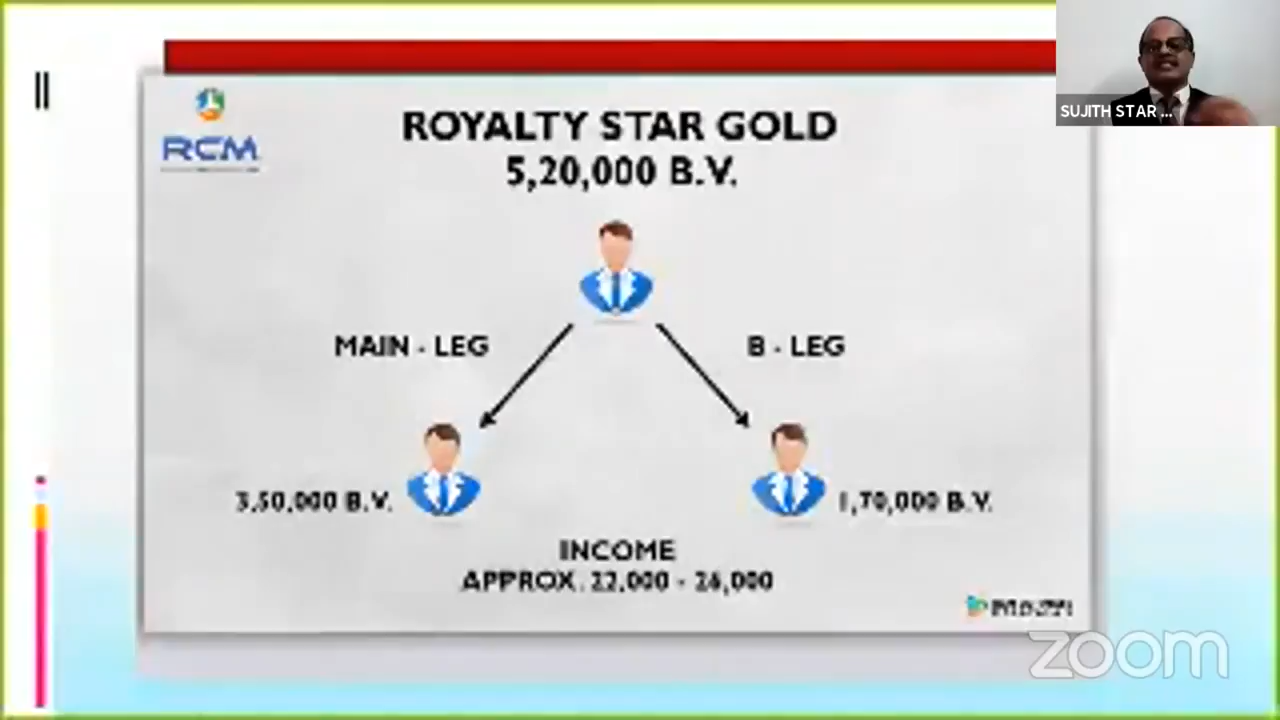 SUJITH STAR ...
RCM
ROYALTY STAR GOLD
5,20,000 B.V.
MAIN - LEG
B - LEG
3,50,000 B.V.
1,70,000 B.V.
INCOME
APPROX. 22,000 - 26,000
zoom